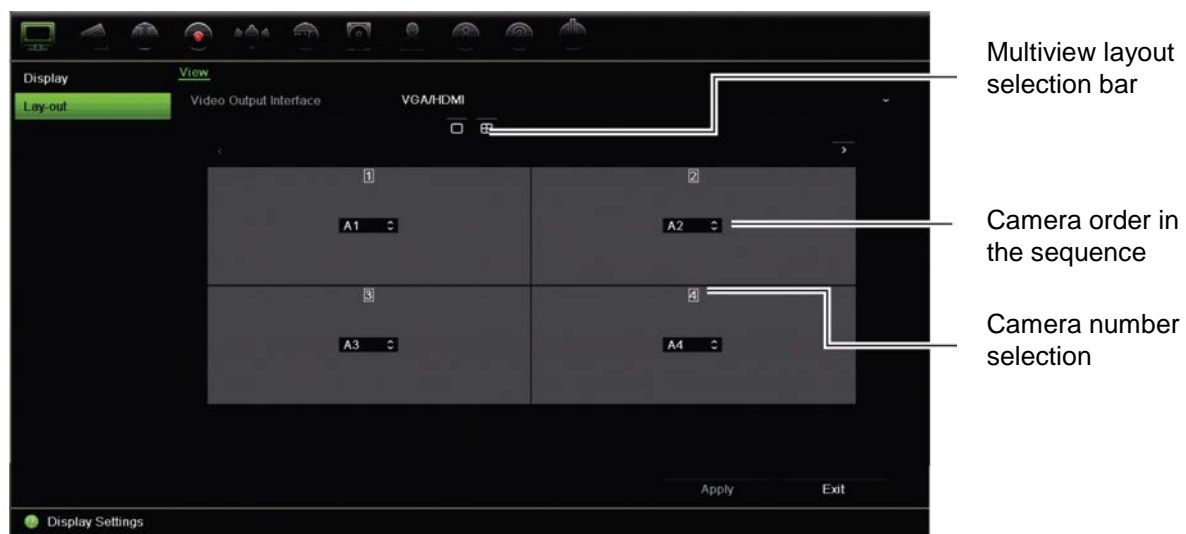 Display
View
Lay-out
Video Output Interface
VGA/HDMI
1
2
A1
A2
3
4
A3
A4
Apply
Exit
Display Settings
Multiview layout
selection bar
Camera order in
the sequence
Camera number
selection